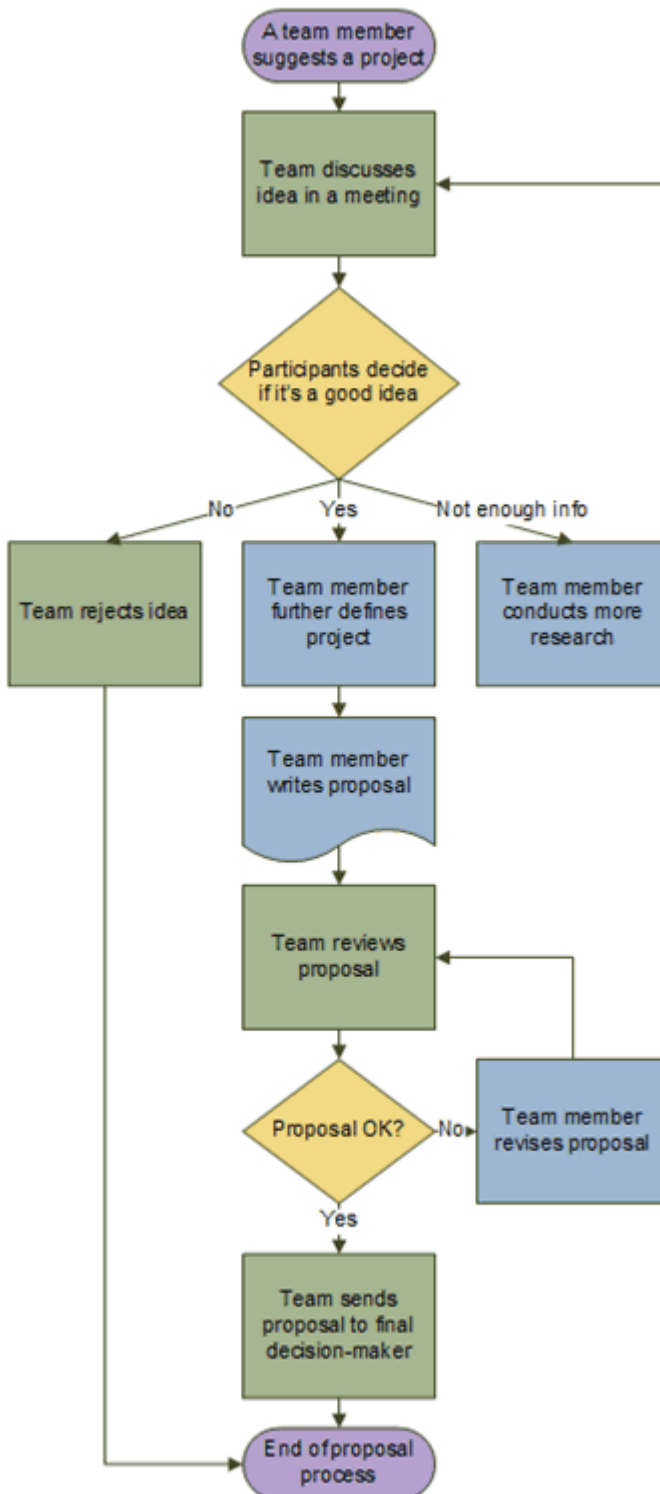 A team member
suggests a project
Team discusses
idea in a meeting
Participants decide
if it's a good idea
No
Yes
Not enough info
Team rejects idea
Team member
further defines
project
Team member
conducts more
research
Team member
writes proposal
Team reviews
proposal
Proposal OK?
No
Team member
revises proposal
Yes
Team sends
proposal to final
decision-maker
End of proposal
process